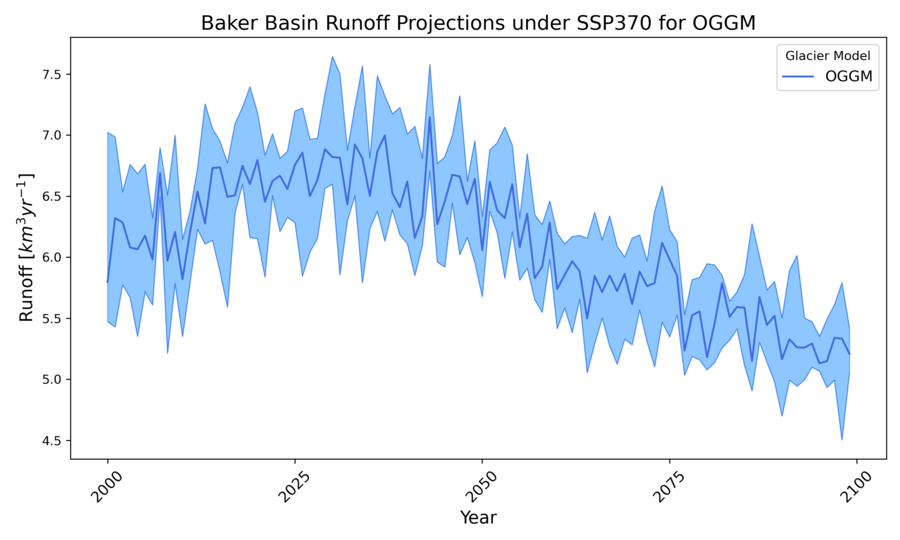 Baker Basin Runoff Projections under SSP370 for OGGM
Glacier Model
OGGM
7.5
7.0
6.5
6.0
5.5
5.0
4.5
Runoff [km³yr⁻¹]
2000
2025
2050
2075
2100
Year